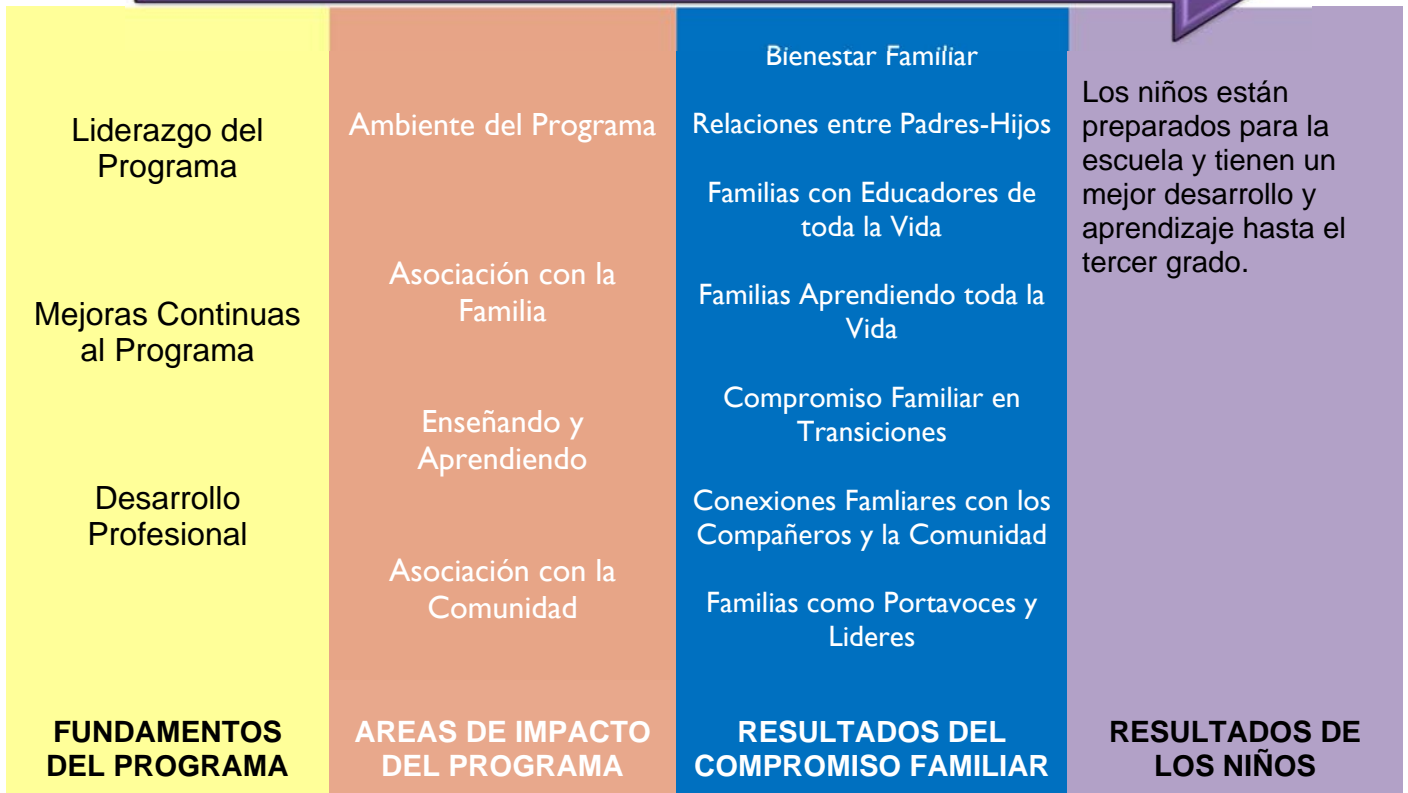 Liderazgo del
Programa
Mejoras Continuas
al Programa
Desarrollo
Profesional
FUNDAMENTOS
DEL PROGRAMA
Ambiente del Programa
Asociación con la
Familia
Enseñando y
Aprendiendo
Asociación con la
Comunidad
AREAS DE IMPACTO
DEL PROGRAMA
Bienestar Familiar
Relaciones entre Padres-Hijos
Familias con Educadores de
toda la Vida
Familias Aprendiendo toda la
Vida
Compromiso Familiar en
Transiciones
Conexiones Famliares con los
Compañeros y la Comunidad
Familias como Portavoces y
Lideres
RESULTADOS DEL
COMPROMISO FAMILIAR
Los niños están
preparados para la
escuela y tienen un
mejor desarrollo y
aprendizaje hasta el
tercer grado.
RESULTADOS DE
LOS NIÑOS